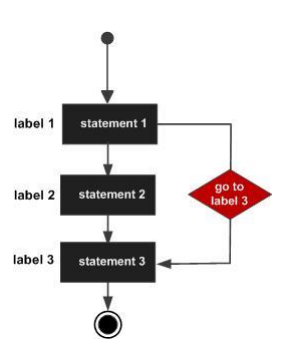 label 1 statement 1
go to
label 3
label 2 statement 2
label 3 statement 3